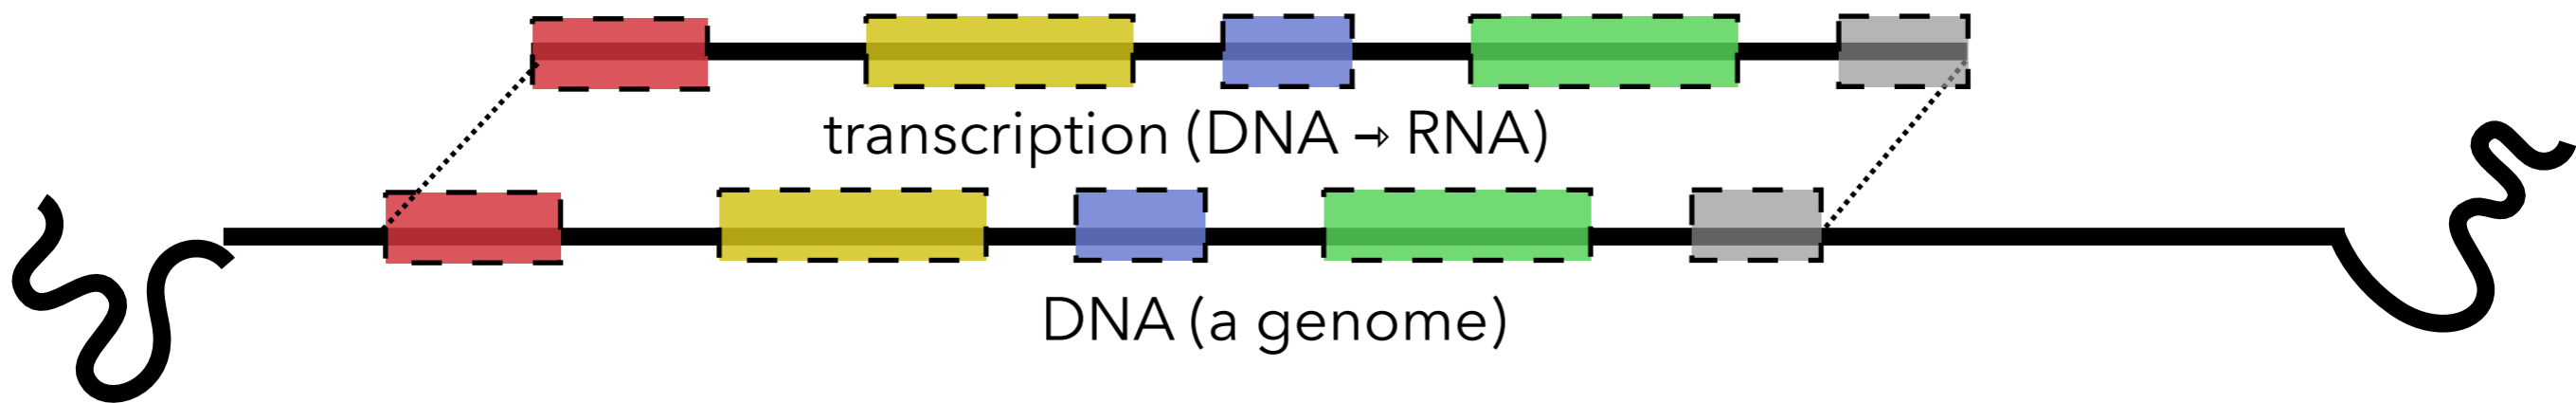 transcription (DNA → RNA)
DNA (a genome)